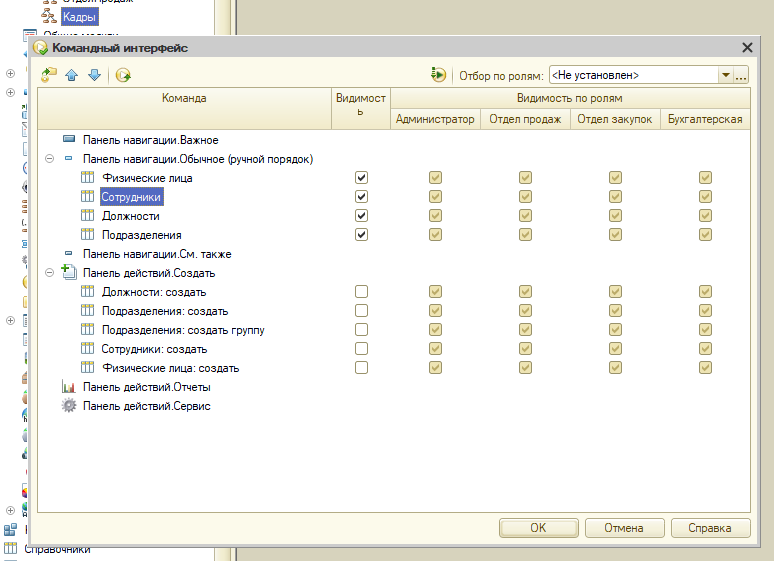 Кадры
Командный интерфейс
Отбор по ролям: <Не установлен>
Команда
Видимость
Видимость по ролям
Администратор
Отдел продаж
Отдел закупок
Бухгалтерская
Панель навигации.Важное
Панель навигации.Обычное (ручной порядок)
Физические лица
Сотрудники
Должности
Подразделения
Панель навигации.См. также
Панель действий.Создать
Должности: создать
Подразделения: создать
Подразделения: создать группу
Сотрудники: создать
Физические лица: создать
Панель действий.Отчеты
Панель действий.Сервис
OK
Отмена
Справка
Справочники